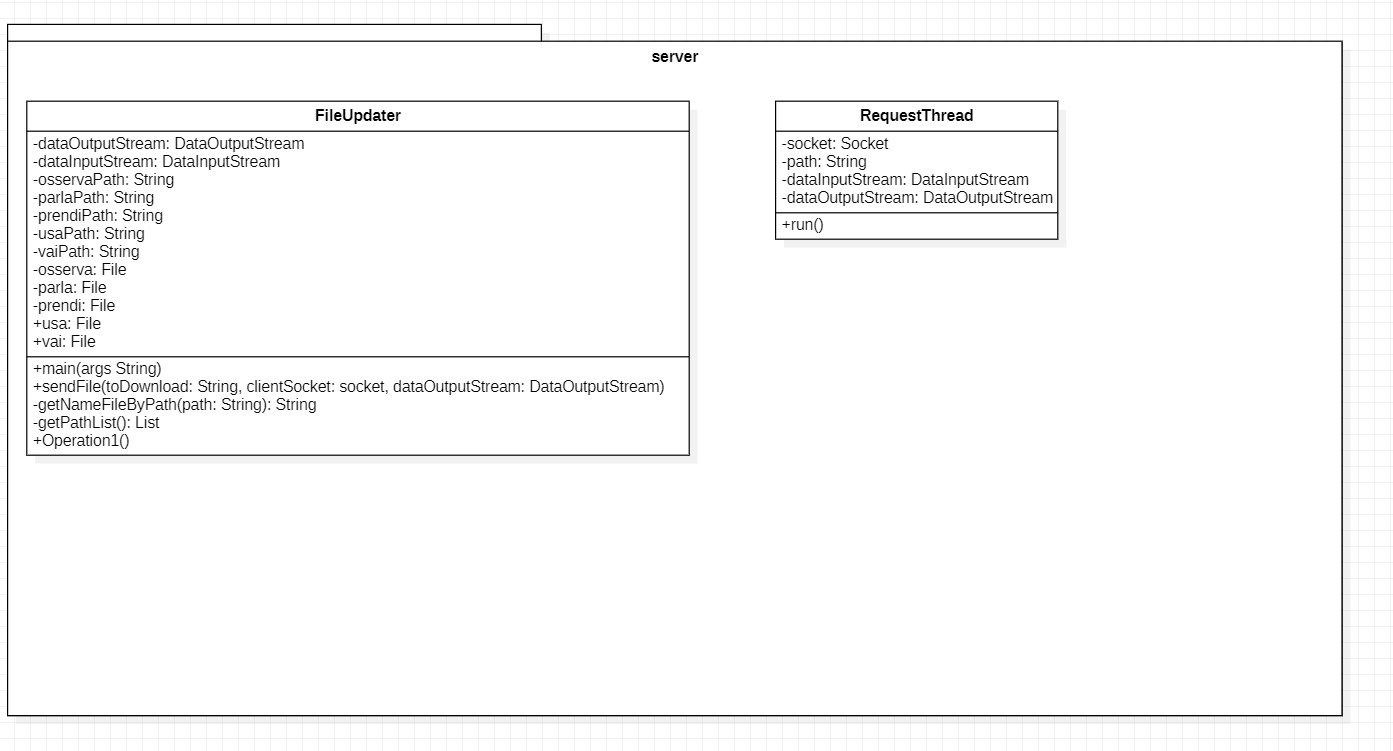 server
FileUpdater
-dataOutputStream: DataOutputStream
-dataInputStream: DataInputStream
-osservaPath: String
-parlaPath: String
-prendiPath: String
-usaPath: String
-vaiPath: String
-osserva: File
-parla: File
-prendi: File
+usa: File
+vai: File
+main(args String)
+sendFile(toDownload: String, clientSocket: socket, dataOutputStream: DataOutputStream)
-getNameFileByPath(path: String): String
-getPathList(): List
+Operation1()
RequestThread
-socket: Socket
-path: String
-dataInputStream: DataInputStream
-dataOutputStream: DataOutputStream
+run()